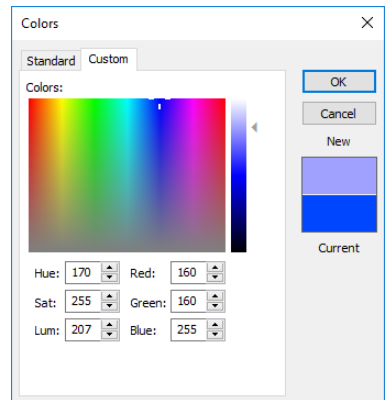 Colors
Standard Custom
Colors:
OK
Cancel
New
Current
Hue: 170 Red: 160
Sat: 255 Green: 160
Lum: 207 Blue: 255